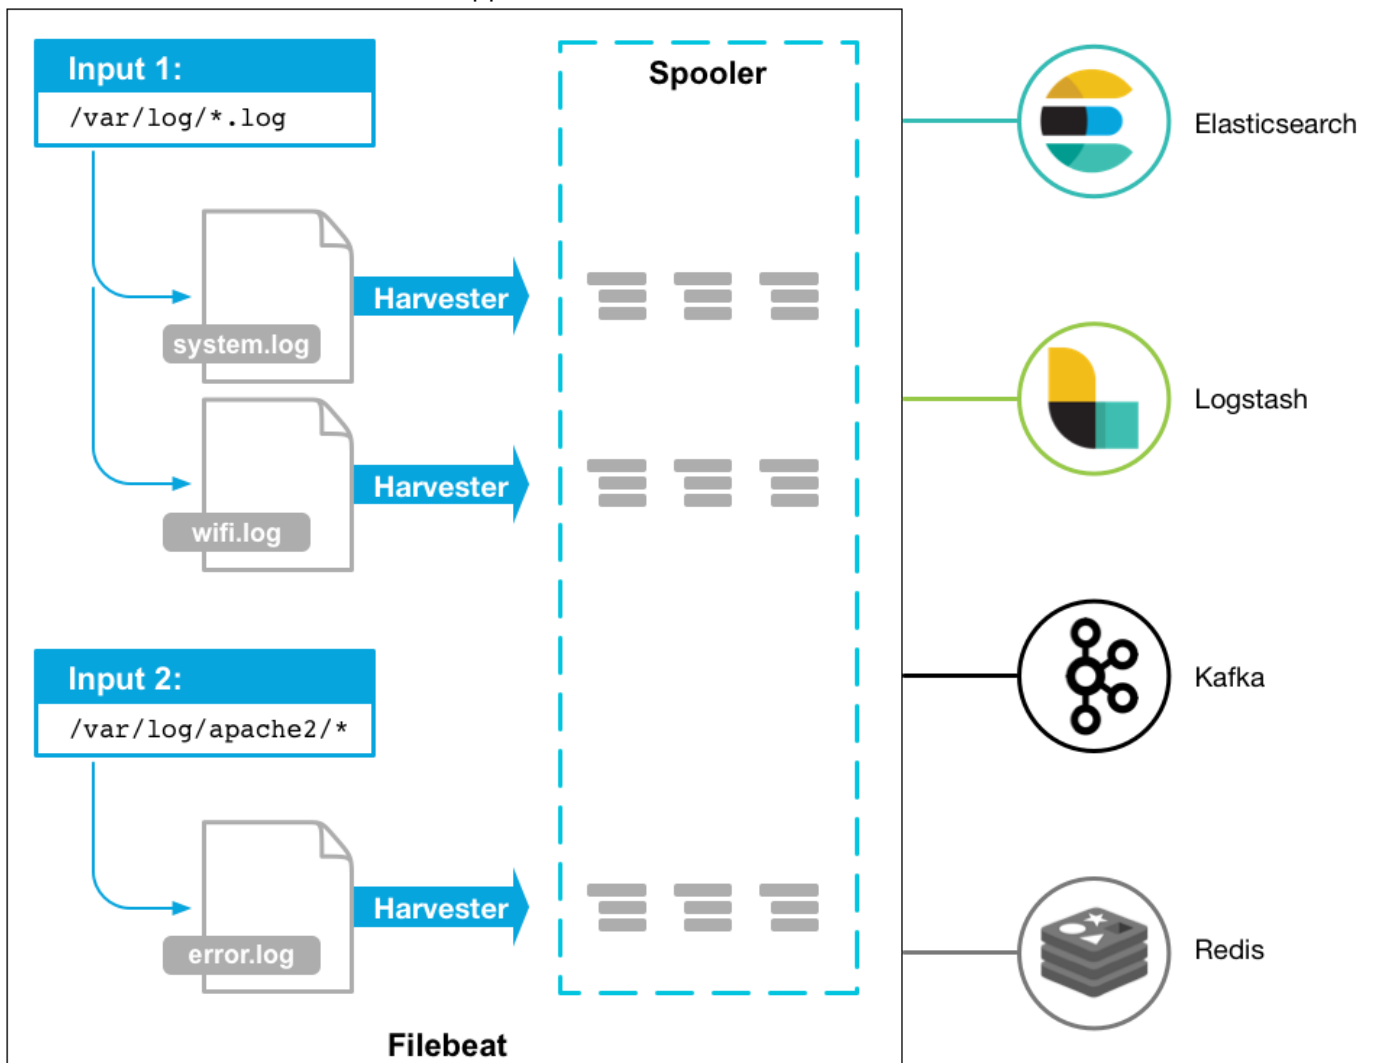 Input 1:
/var/log/*.log
Spooler
system.log
Harvester
wifi.log
Harvester
Input 2:
/var/log/apache2/*
error.log
Harvester
Filebeat
Elasticsearch
Logstash
Kafka
Redis